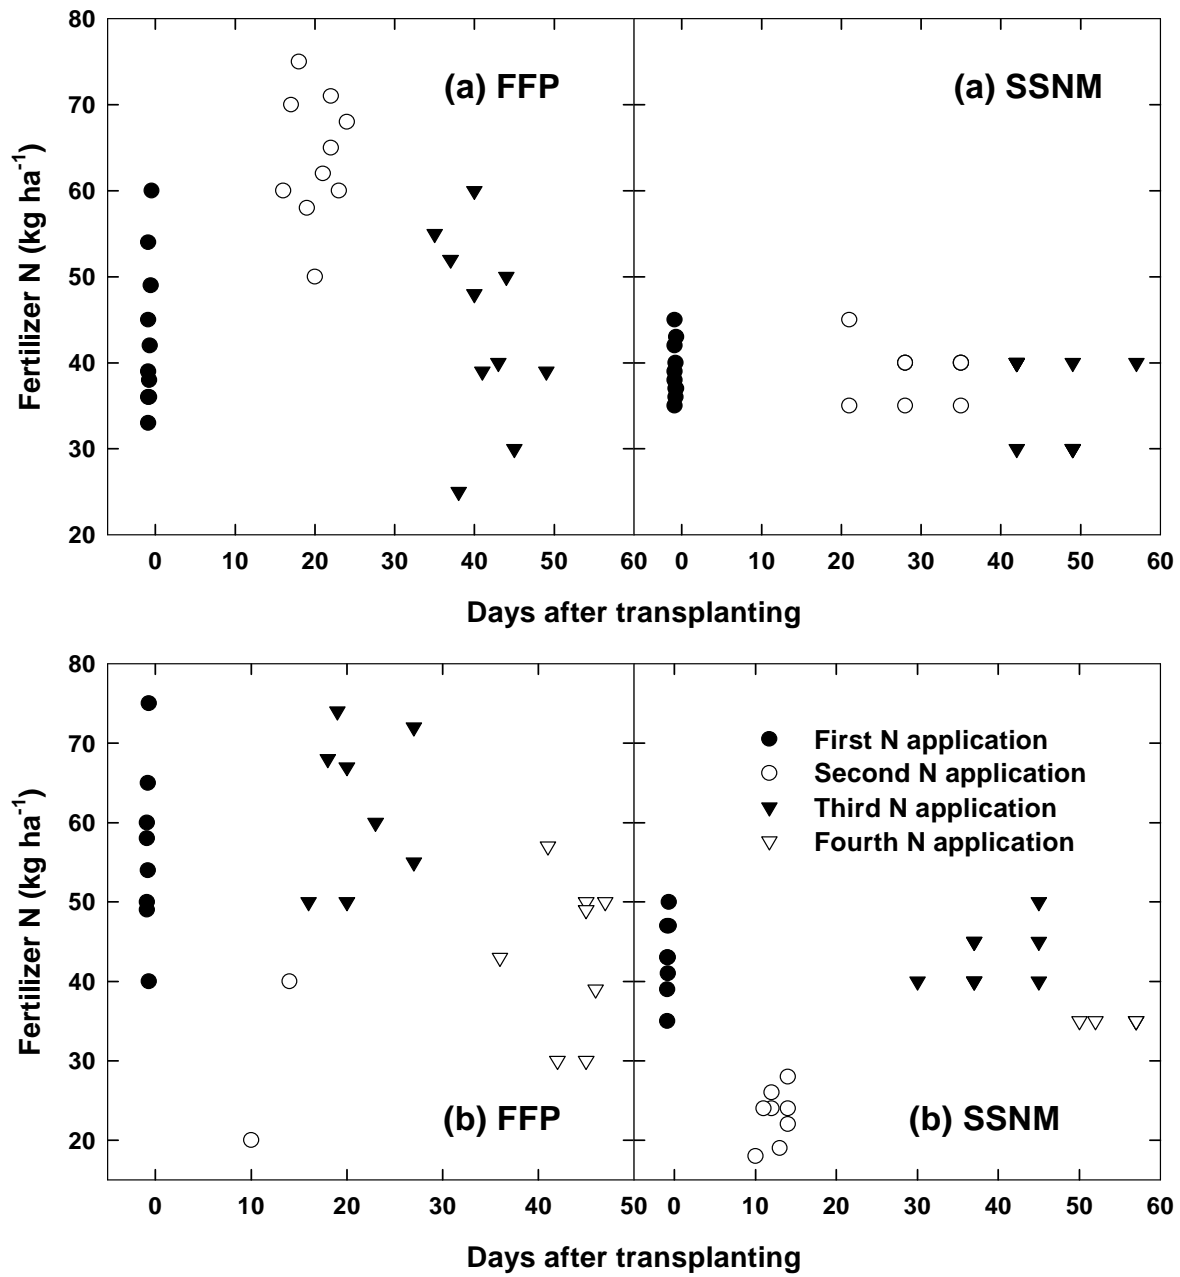 80
70
60
50
40
30
20
Fertilizer N (kg ha⁻¹)
(a) FFP
(a) SSNM
0 10 20 30 40 50 60 0 10 20 30 40 50 60
Days after transplanting
80
70
60
50
40
30
20
Fertilizer N (kg ha⁻¹)
First N application
Second N application
Third N application
Fourth N application
(b) FFP
(b) SSNM
0 10 20 30 40 50 0 10 20 30 40 50 60
Days after transplanting